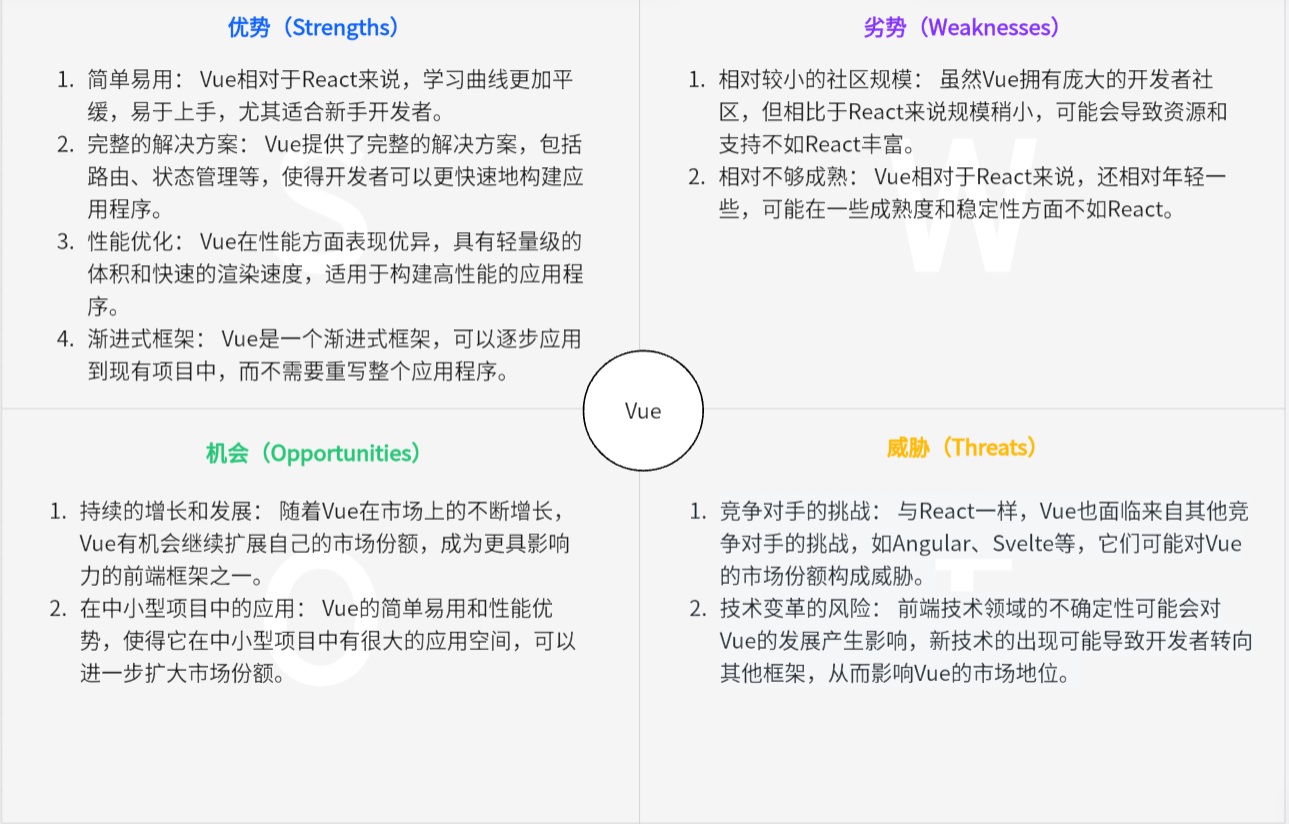 优势（Strengths）
1. 简单易用： Vue相对于React来说，学习曲线更加平
缓，易于上手，尤其适合新手开发者。
2. 完整的解决方案： Vue提供了完整的解决方案，包括
路由、状态管理等，使得开发者可以更快速地构建应
用程序。
3. 性能优化： Vue在性能方面表现优异，具有轻量级的
体积和快速的渲染速度，适用于构建高性能的应用程
序。
4. 渐进式框架： Vue是一个渐进式框架，可以逐步应用
到现有项目中，而不需要重写整个应用程序。
S
劣势（Weaknesses）
1. 相对较小的社区规模： 虽然Vue拥有庞大的开发者社
区，但相比于React来说规模稍小，可能会导致资源和
支持不如React丰富。
2. 相对不够成熟： Vue相对于React来说，还相对年轻一
些，可能在一些成熟度和稳定性方面不如React。
W
Vue
机会（Opportunities）
1. 持续的增长和发展： 随着Vue在市场上的不断增长，
Vue有机会继续扩展自己的市场份额，成为更具影响
力的前端框架之一。
2. 在中小型项目中的应用： Vue的简单易用和性能优
势，使得它在中小型项目中有很大的应用空间，可以
进一步扩大市场份额。
O
威胁（Threats）
1. 竞争对手的挑战： 与React一样，Vue也面临来自其他竞
争对手的挑战，如Angular、Svelte等，它们可能对Vue
的市场份额构成威胁。
2. 技术变革的风险： 前端技术领域的不确定性可能会对
Vue的发展产生影响，新技术的出现可能导致开发者转向
其他框架，从而影响Vue的市场地位。
T